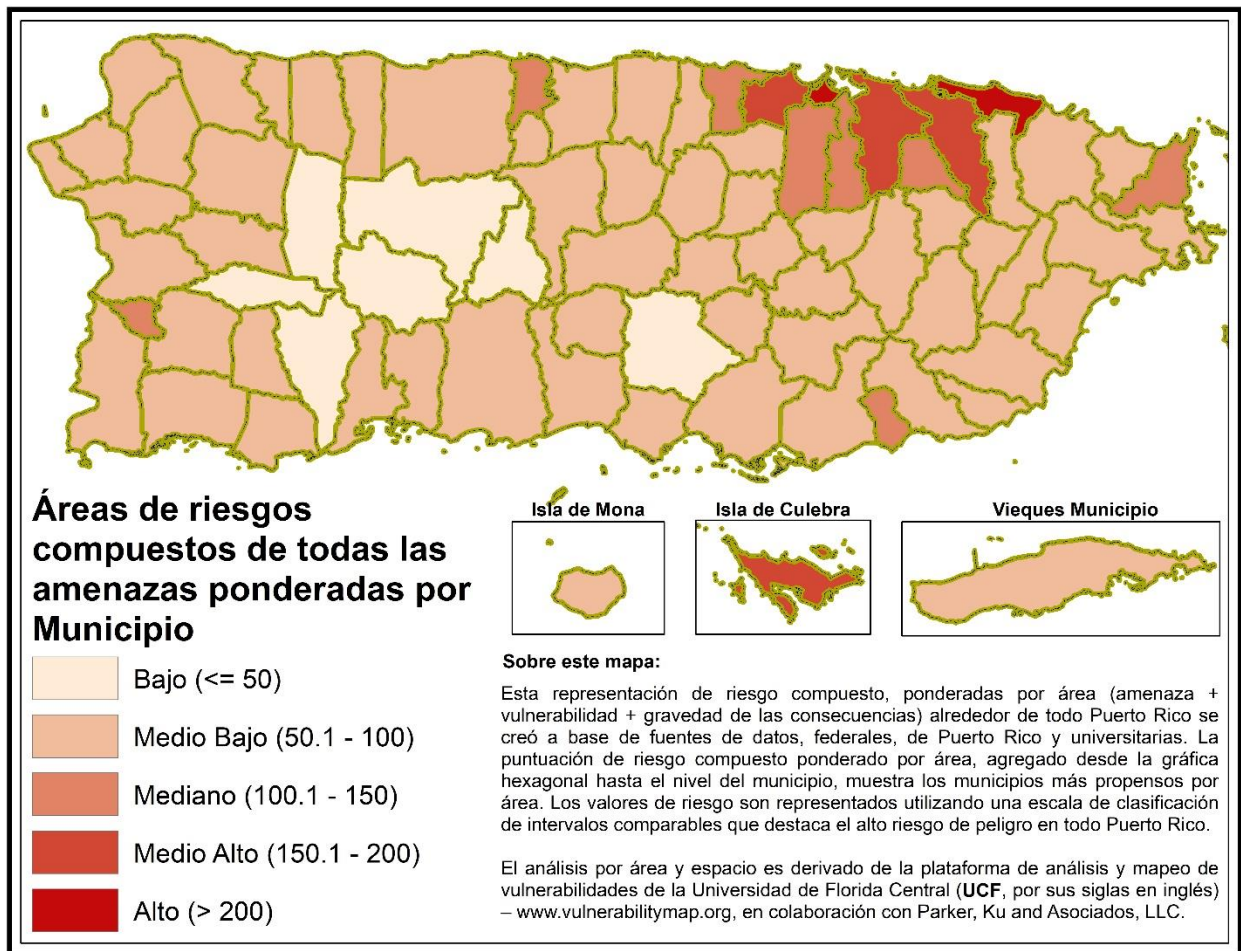 Áreas de riesgos
compuestos de todas las
amenazas ponderadas por
Municipio
Bajo (<= 50)
Medio Bajo (50.1 - 100)
Mediano (100.1 - 150)
Medio Alto (150.1 - 200)
Alto (> 200)
Isla de Mona
Isla de Culebra
Vieques Municipio
Sobre este mapa:
Esta representación de riesgo compuesto, ponderadas por área (amenaza +
vulnerabilidad + gravedad de las consecuencias) alrededor de todo Puerto Rico se
creó a base de fuentes de datos, federales, de Puerto Rico y universitarias. La
puntuación de riesgo compuesto ponderado por área, agregado desde la gráfica
hexagonal hasta el nivel del municipio, muestra los municipios más propensos por
área. Los valores de riesgo son representados utilizando una escala de clasificación
de intervalos comparables que destaca el alto riesgo de peligro en todo Puerto Rico.
El análisis por área y espacio es derivado de la plataforma de análisis y mapeo de
vulnerabilidades de la Universidad de Florida Central (UCF, por sus siglas en inglés)
– www.vulnerabilitymap.org, en colaboración con Parker, Ku and Asociados, LLC.